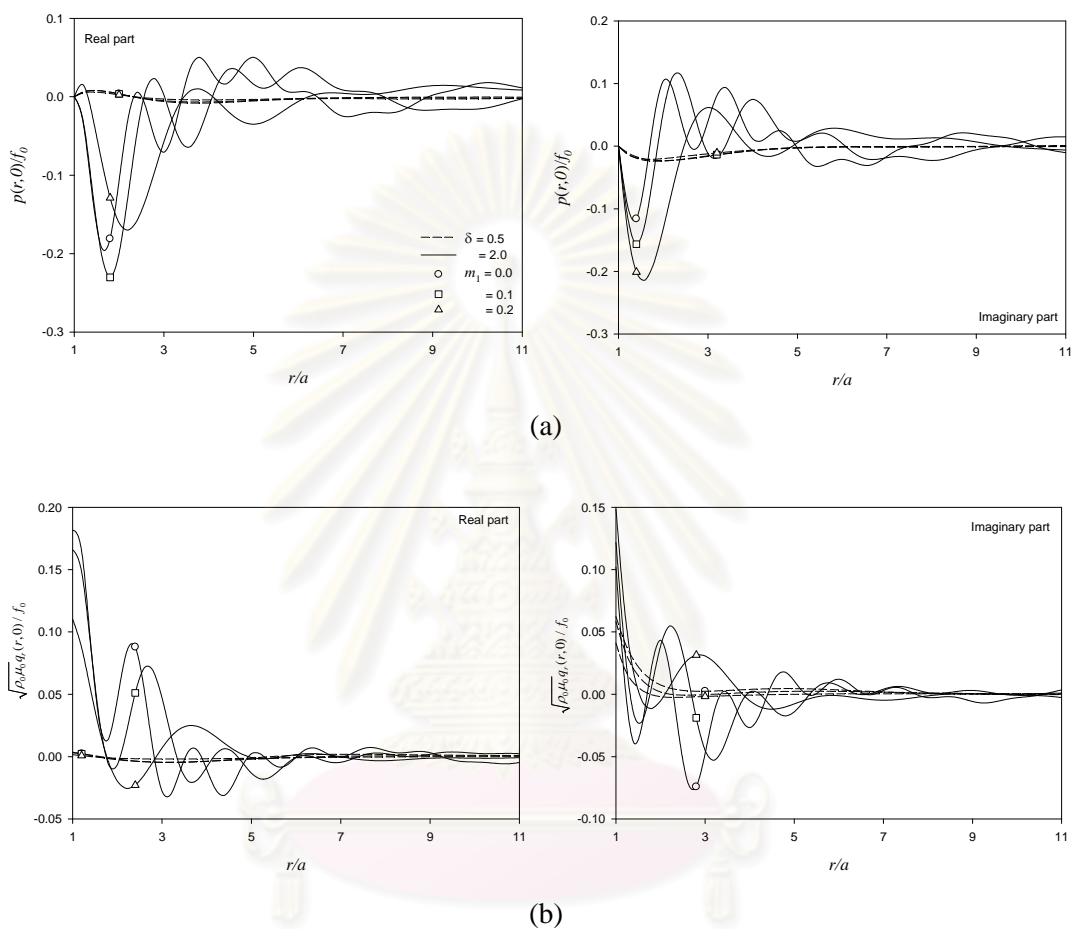 Real part
p(r,0)/f₀
0.1
0.0
-0.1
-0.2
-0.3
δ = 0.5
= 2.0
m₁ = 0.0
= 0.1
= 0.2
1 3 5 7 9 11
r/a
p(r,0)/f₀
0.2
0.1
0.0
-0.1
-0.2
-0.3
Imaginary part
1 3 5 7 9 11
r/a
(a)
Real part
√ρ₀μ₀qᵣ(r,0) / f₀
0.20
0.15
0.10
0.05
0.00
-0.05
1 3 5 7 9 11
r/a
Imaginary part
√ρ₀μ₀qᵣ(r,0) / f₀
0.15
0.10
0.05
0.00
-0.05
-0.10
1 3 5 7 9 11
r/a
(b)